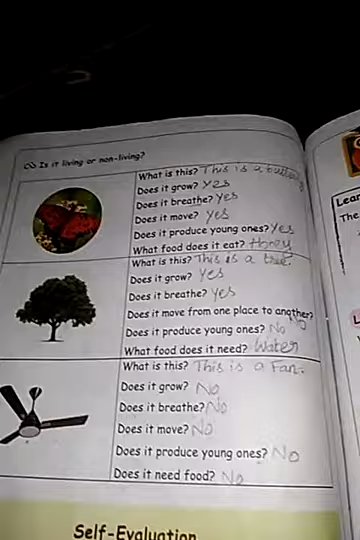 Is it living or non-living?
What is this? This is a butterfly
Does it grow? Yes
Does it breathe? Yes
Does it move? Yes
Does it produce young ones? Yes
What food does it eat? Honey
What is this? This is a tree.
Does it grow? Yes
Does it breathe? Yes
Does it move from one place to another? No
Does it produce young ones? No
What food does it need? Water
What is this? This is a Fan.
Does it grow? No
Does it breathe? No
Does it move? No
Does it produce young ones? No
Does it need food? No
Self-Evaluation
Lear
The